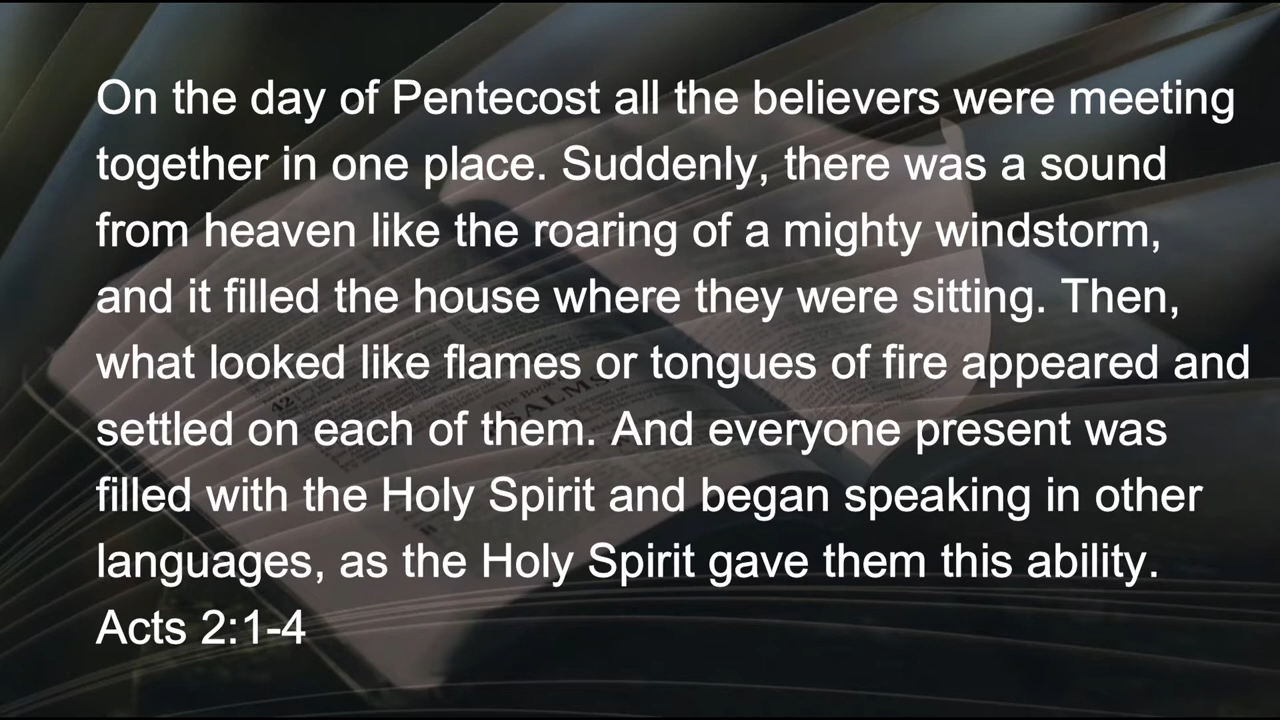 On the day of Pentecost all the believers were meeting
together in one place. Suddenly, there was a sound
from heaven like the roaring of a mighty windstorm,
and it filled the house where they were sitting. Then,
what looked like flames or tongues of fire appeared and
settled on each of them. And everyone present was
filled with the Holy Spirit and began speaking in other
languages, as the Holy Spirit gave them this ability.
Acts 2:1-4
42
The Book
PSALMS